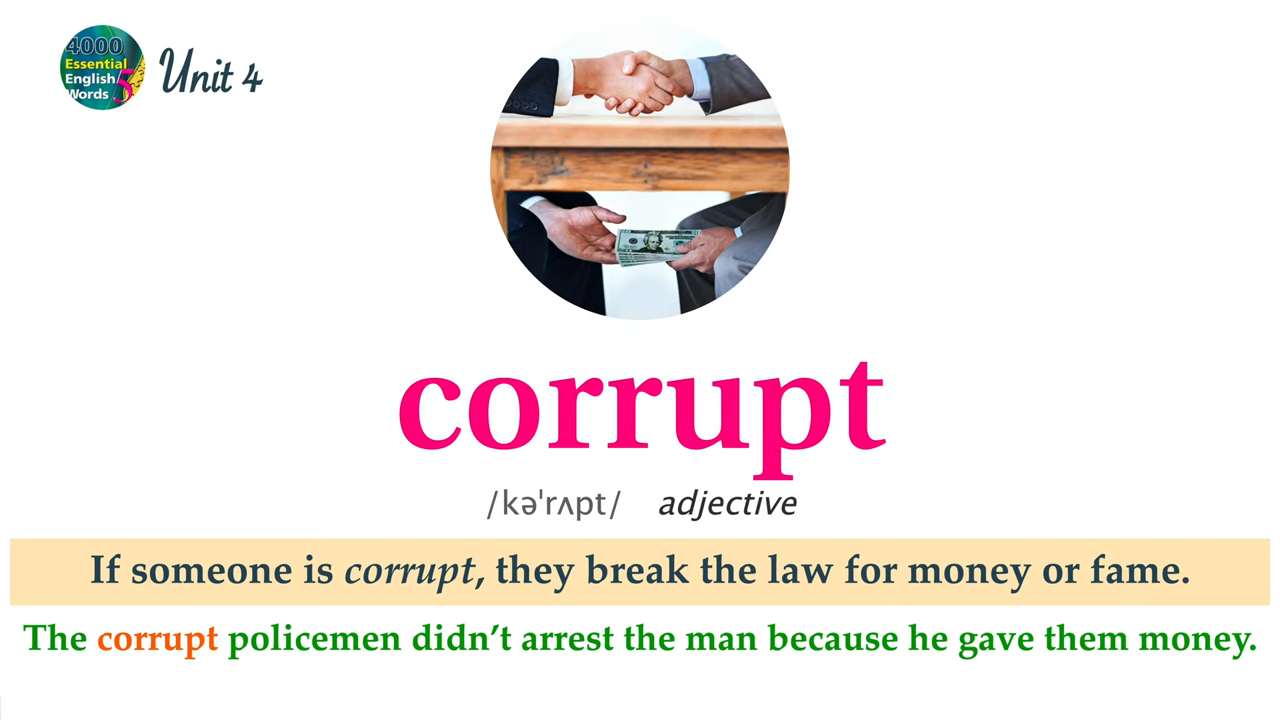 4000
Essential
English
Words 5
Unit 4
corrupt
/kəˈrʌpt/ adjective
If someone is corrupt, they break the law for money or fame.
The corrupt policemen didn’t arrest the man because he gave them money.